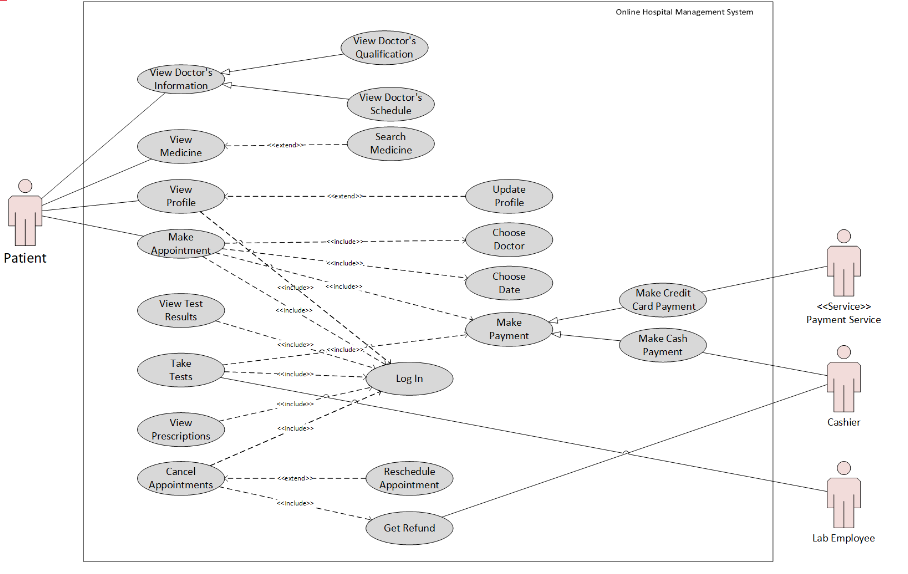 Online Hospital Management System
View Doctor's
Qualification
View Doctor's
Information
View Doctor's
Schedule
View
Medicine
<<extend>>
Search
Medicine
View
Profile
<<extend>>
Update
Profile
Patient
Make
Appointment
<<include>>
Choose
Doctor
<<include>>
Choose
Date
<<include>>
<<include>>
Make Credit
Card Payment
<<Service>>
Payment Service
View Test
Results
Make
Payment
Make Cash
Payment
<<include>>
Take
Tests
<<include>>
Log In
<<include>>
Cashier
View
Prescriptions
<<include>>
Cancel
Appointments
<<extend>>
Reschedule
Appointment
<<include>>
Get Refund
Lab Employee